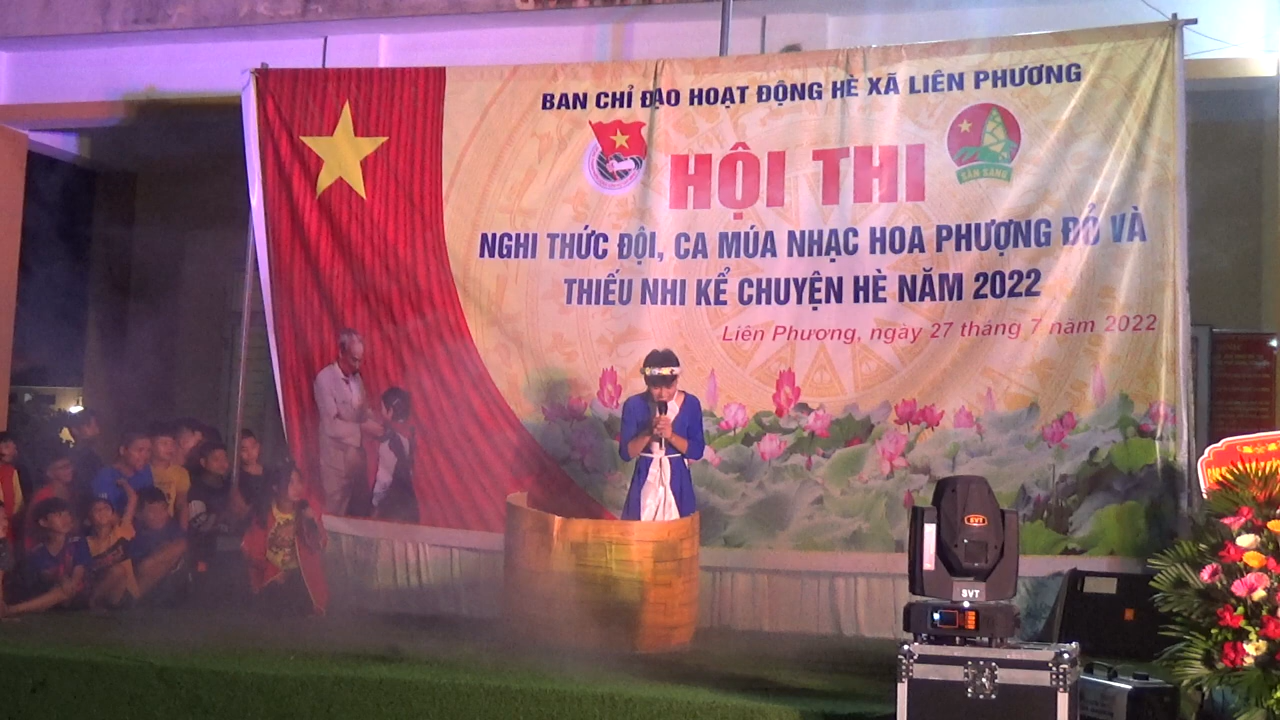 BAN CHỈ ĐẠO HOẠT ĐỘNG HÈ XÃ LIÊN PHƯƠNG
HỘI THI
SẴN SÀNG
NGHI THỨC ĐỘI, CA MÚA NHẠC HOA PHƯỢNG ĐỎ VÀ
THIẾU NHI KỂ CHUYỆN HÈ NĂM 2022
Liên Phương, ngày 27 tháng 7 năm 2022
SVT
SVT